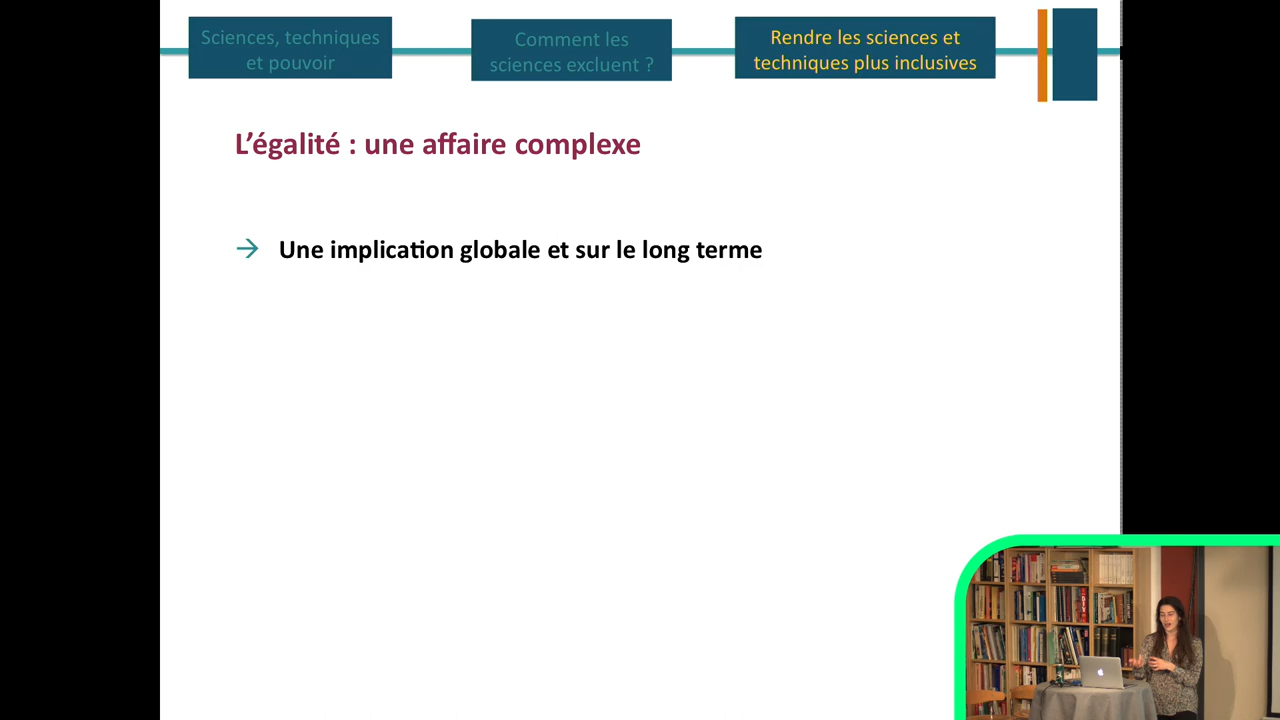 Sciences, techniques
et pouvoir
Comment les
sciences excluent ?
Rendre les sciences et
techniques plus inclusives
L’égalité : une affaire complexe
→ Une implication globale et sur le long terme